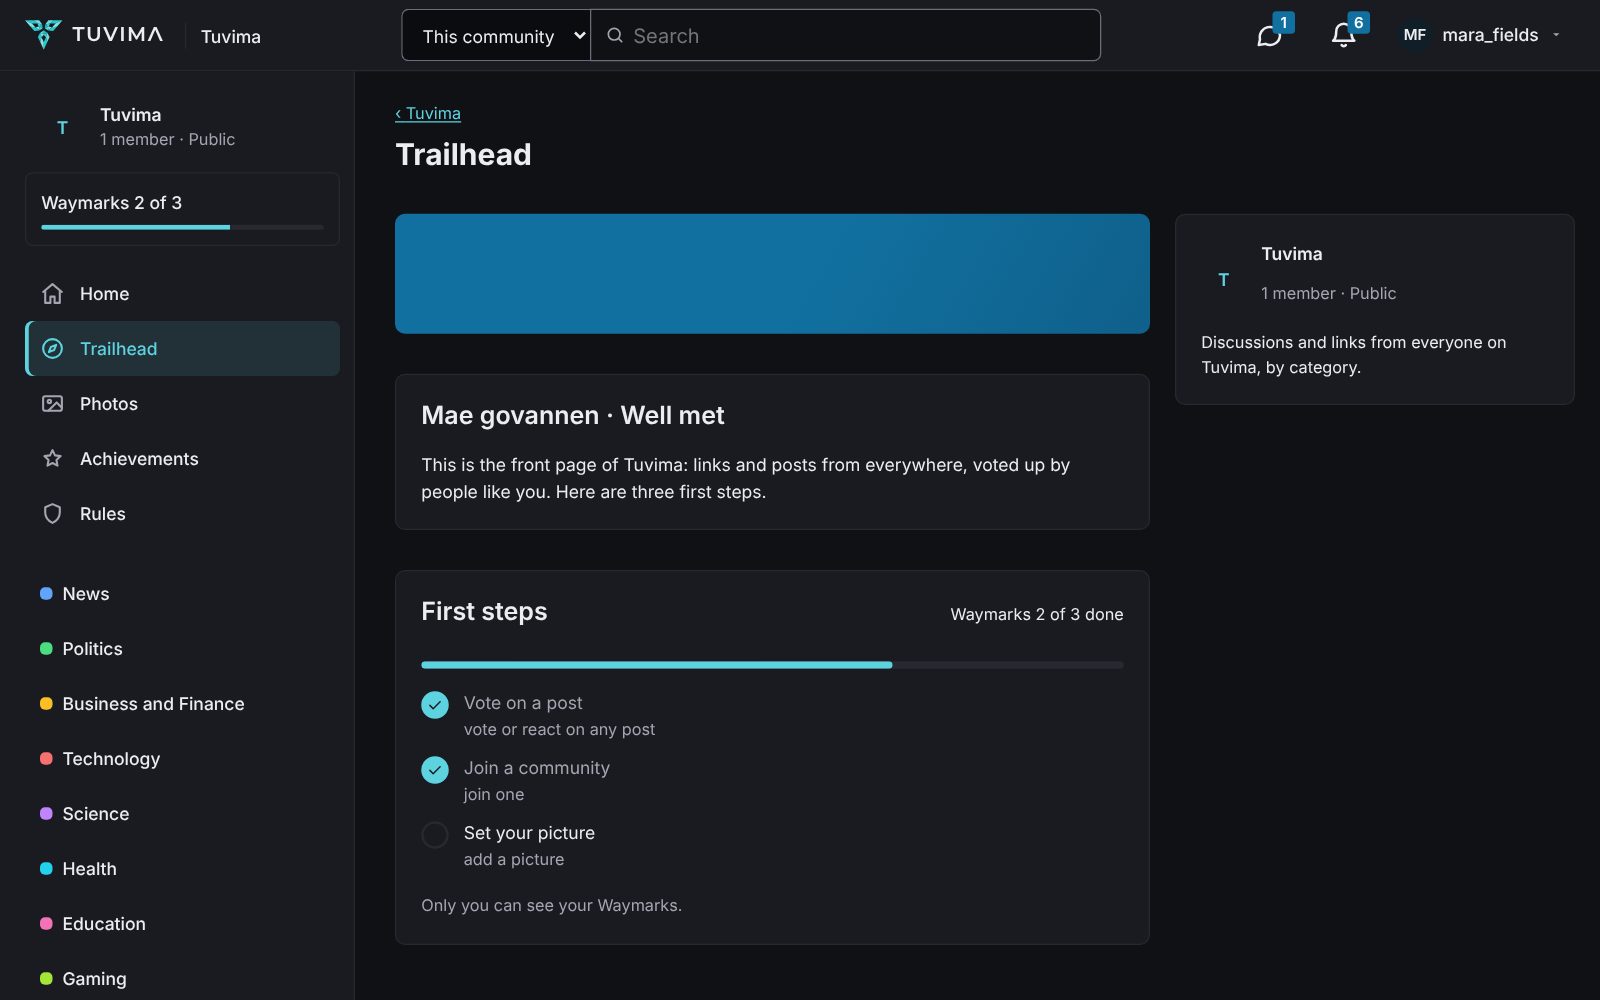 TUVIMA
Tuvima
This community
Search
1
6
MF
mara_fields
T
Tuvima
1 member · Public
Waymarks 2 of 3
Home
Trailhead
Photos
Achievements
Rules
News
Politics
Business and Finance
Technology
Science
Health
Education
Gaming
‹ Tuvima
Trailhead
Mae govannen · Well met
This is the front page of Tuvima: links and posts from everywhere, voted up by
people like you. Here are three first steps.
First steps
Waymarks 2 of 3 done
Vote on a post
vote or react on any post
Join a community
join one
Set your picture
add a picture
Only you can see your Waymarks.
T
Tuvima
1 member · Public
Discussions and links from everyone on
Tuvima, by category.